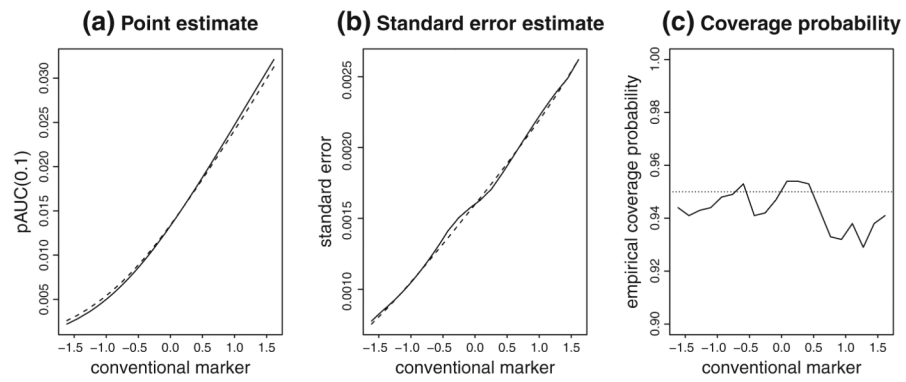 (a) Point estimate
(b) Standard error estimate
(c) Coverage probability
pAUC(0.1)
0.030
0.025
0.020
0.015
0.010
0.005
−1.5 −1.0 −0.5 0.0 0.5 1.0 1.5
conventional marker
standard error
0.0025
0.0020
0.0015
0.0010
−1.5 −1.0 −0.5 0.0 0.5 1.0 1.5
conventional marker
empirical coverage probability
1.00
0.98
0.96
0.94
0.92
0.90
−1.5 −1.0 −0.5 0.0 0.5 1.0 1.5
conventional marker